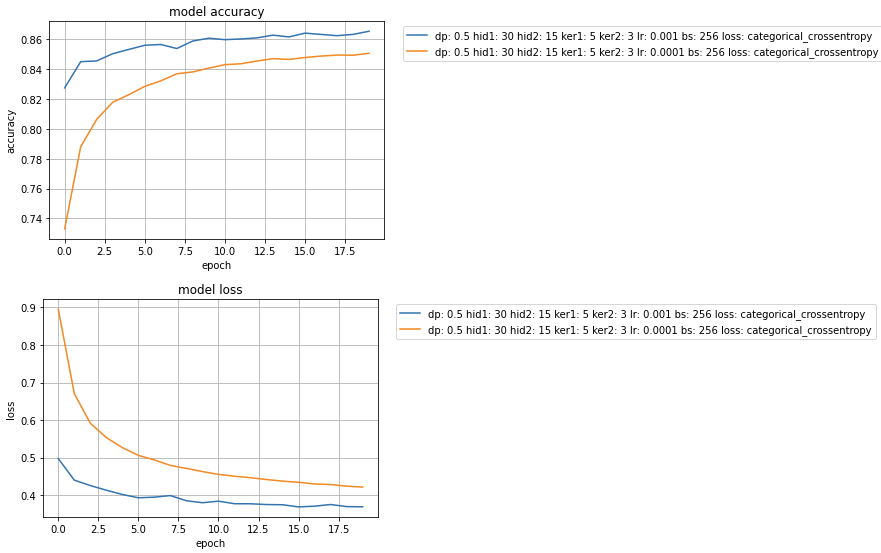 model accuracy
0.86
0.84
0.82
0.80
0.78
0.76
0.74
accuracy
0.0 2.5 5.0 7.5 10.0 12.5 15.0 17.5
epoch
dp: 0.5 hid1: 30 hid2: 15 ker1: 5 ker2: 3 lr: 0.001 bs: 256 loss: categorical_crossentropy
dp: 0.5 hid1: 30 hid2: 15 ker1: 5 ker2: 3 lr: 0.0001 bs: 256 loss: categorical_crossentropy
model loss
0.9
0.8
0.7
0.6
0.5
0.4
loss
0.0 2.5 5.0 7.5 10.0 12.5 15.0 17.5
epoch
dp: 0.5 hid1: 30 hid2: 15 ker1: 5 ker2: 3 lr: 0.001 bs: 256 loss: categorical_crossentropy
dp: 0.5 hid1: 30 hid2: 15 ker1: 5 ker2: 3 lr: 0.0001 bs: 256 loss: categorical_crossentropy